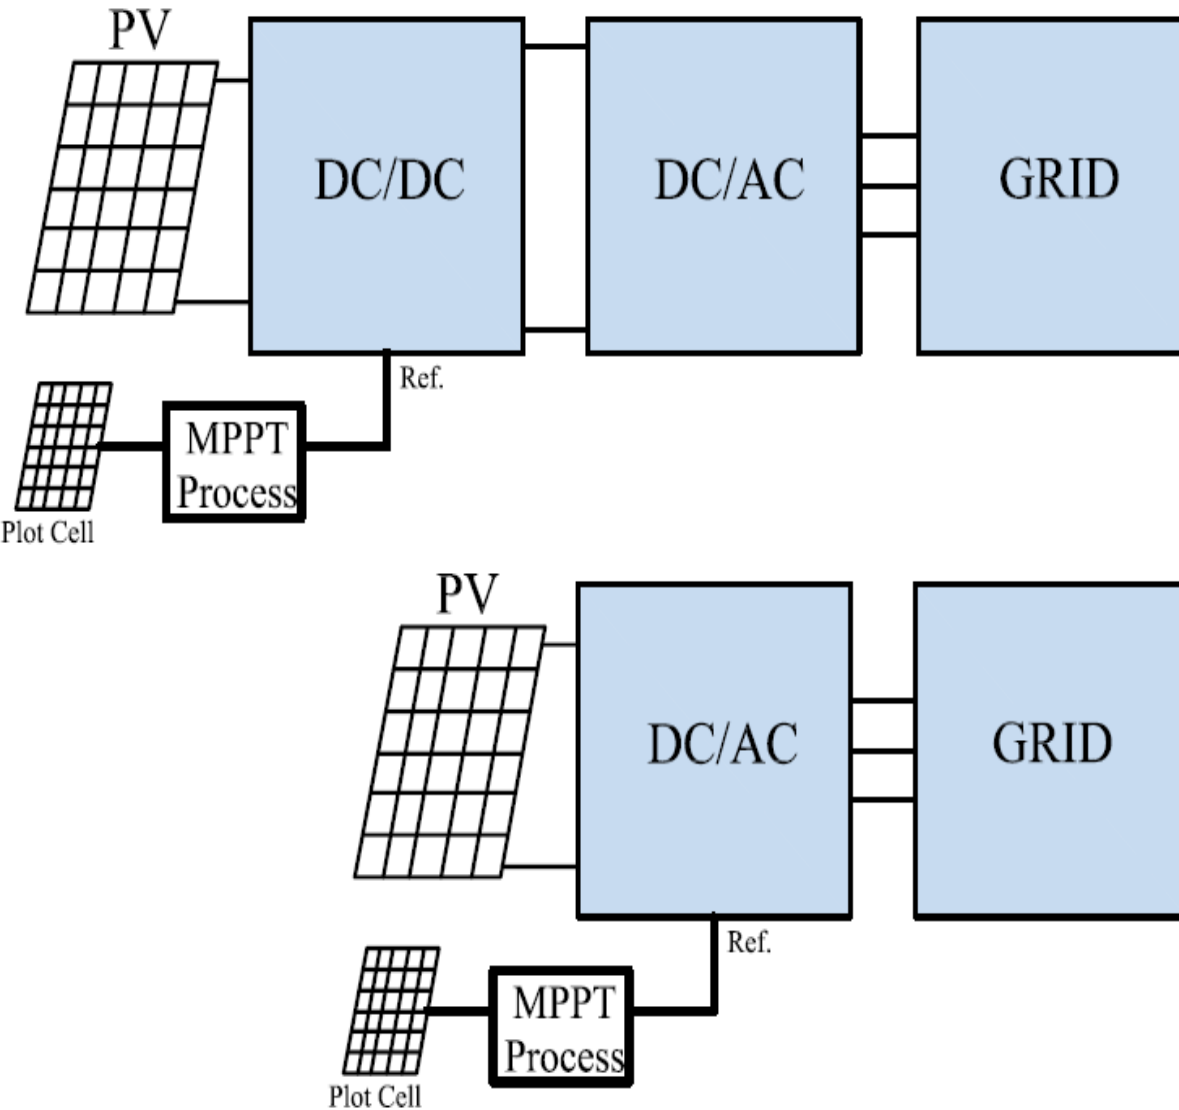 PV
DC/DC
DC/AC
GRID
Ref.
MPPT
Process
Plot Cell
PV
DC/AC
GRID
Ref.
MPPT
Process
Plot Cell